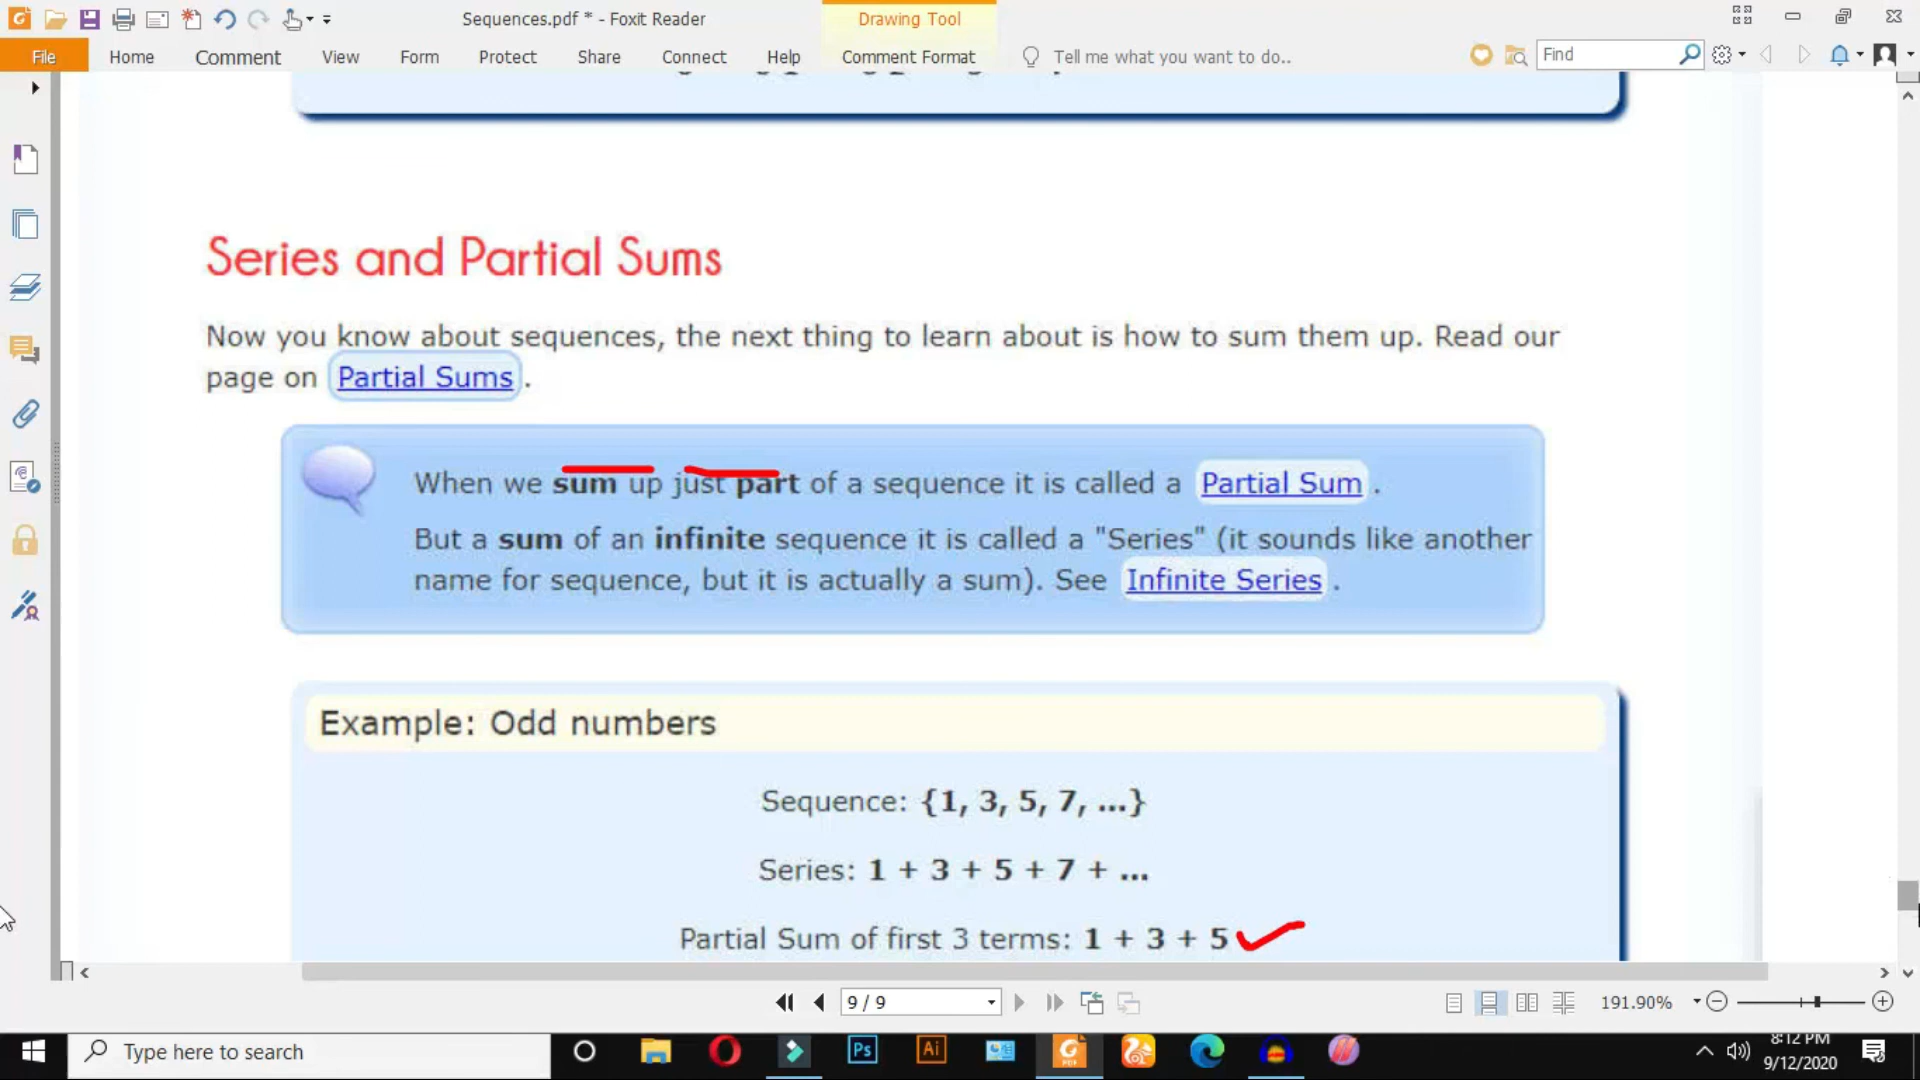 Sequences.pdf * - Foxit Reader
Drawing Tool
File
Home
Comment
View
Form
Protect
Share
Connect
Help
Comment Format
Tell me what you want to do..
Find
Series and Partial Sums
Now you know about sequences, the next thing to learn about is how to sum them up. Read our
page on Partial Sums .
When we sum up just part of a sequence it is called a Partial Sum .
But a sum of an infinite sequence it is called a "Series" (it sounds like another
name for sequence, but it is actually a sum). See Infinite Series .
Example: Odd numbers
Sequence: {1, 3, 5, 7, ...}
Series: 1 + 3 + 5 + 7 + ...
Partial Sum of first 3 terms: 1 + 3 + 5
9 / 9
191.90%
Type here to search
Ps
Ai
PDF
8:12 PM
9/12/2020